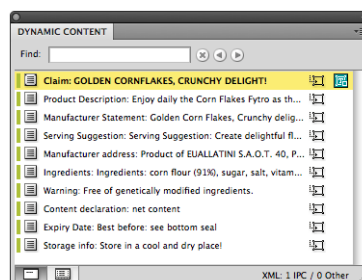 DYNAMIC CONTENT
Find:
Claim: GOLDEN CORNFLAKES, CRUNCHY DELIGHT!
Product Description: Enjoy daily the Corn Flakes Fytro as th...
Manufacturer Statement: Golden Corn Flakes, Crunchy delig...
Serving Suggestion: Serving Suggestion: Create delightful fl...
Manufacturer address: Product of EUALLATINI S.A.O.T. 40, P...
Ingredients: Ingredients: corn flour (91%), sugar, salt, vitam...
Warning: Free of genetically modified ingredients.
Content declaration: net content
Expiry Date: Best before: see bottom seal
Storage info: Store in a cool and dry place!
XML: 1 IPC / 0 Other